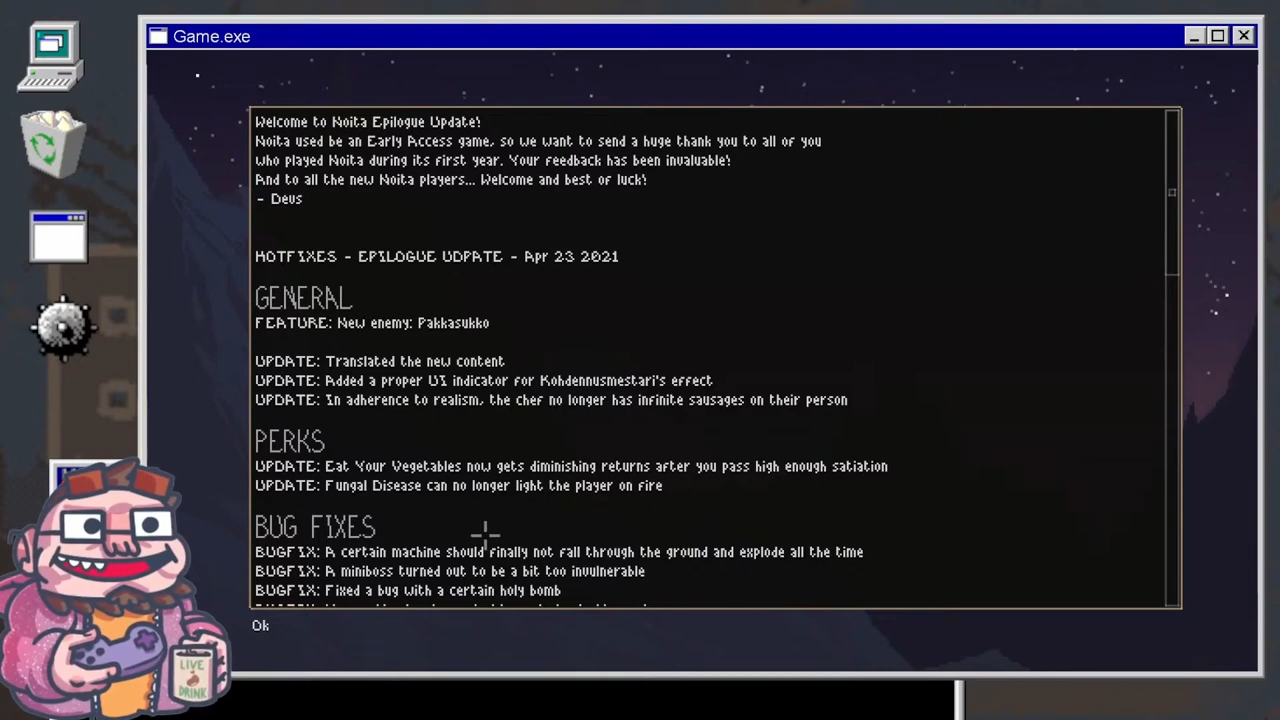 Game.exe
Welcome to Noita Epilogue Update!
Noita used be an Early Access game, so we want to send a huge thank you to all of you
who played Noita during its first year. Your feedback has been invaluable!
And to all the new Noita players... Welcome and best of luck!
- Devs
HOTFIXES - EPILOGUE UDPATE - Apr 23 2021
GENERAL
FEATURE: New enemy: Pakkasukko
UPDATE: Translated the new content
UPDATE: Added a proper UI indicator for Kohdennusmestari's effect
UPDATE: In adherence to realism, the chef no longer has infinite sausages on their person
PERKS
UPDATE: Eat Your Vegetables now gets diminishing returns after you pass high enough satiation
UPDATE: Fungal Disease can no longer light the player on fire
BUG FIXES
BUGFIX: A certain machine should finally not fall through the ground and explode all the time
BUGFIX: A miniboss turned out to be a bit too invulnerable
BUGFIX: Fixed a bug with a certain holy bomb
Ok
LIVE
DRINK